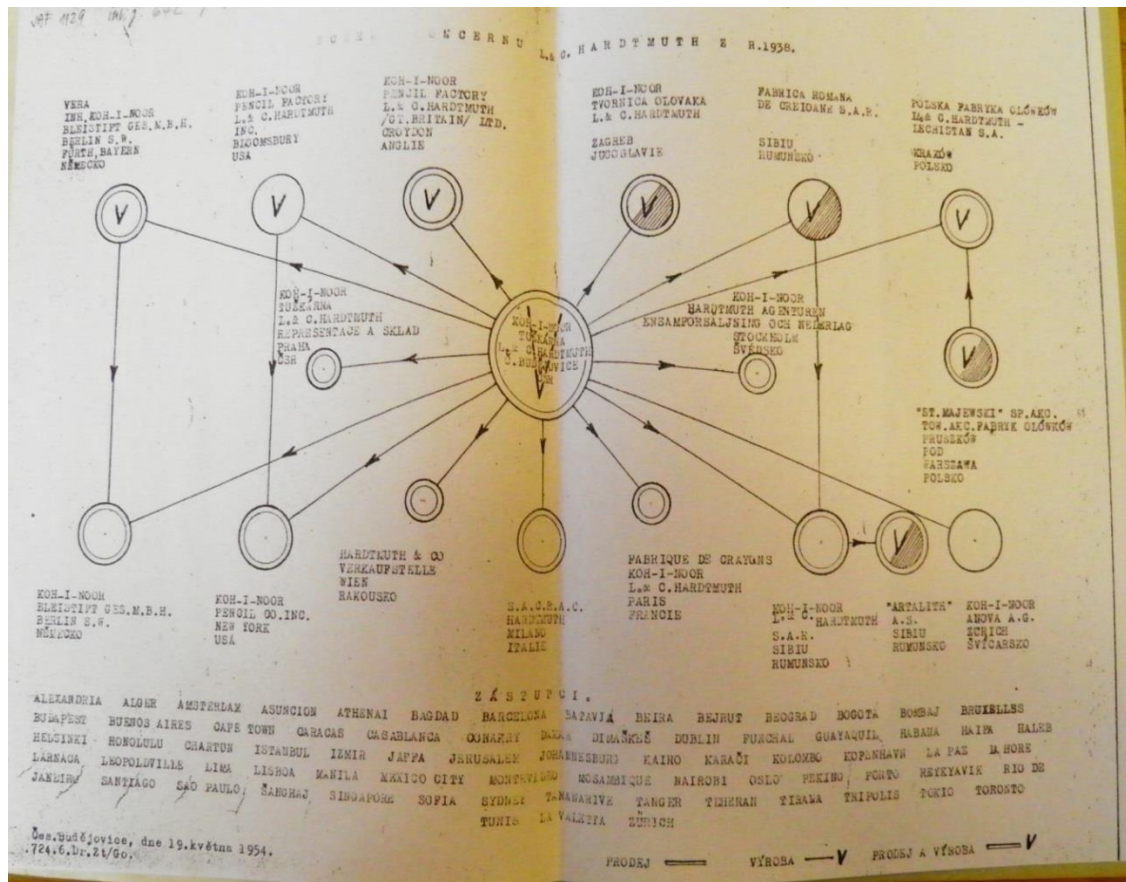 1129
KONCERNU L.& C. HARDTMUTH Z R.1938.
VERA
INH.KOH-I-NOOR
BLEISTIFT GES.M.B.H.
BERLIN S.W.
FÜRTH,BAYERN
NĚMECKO
KOH-I-NOOR
PENCIL FACTORY
L.& C.HARDTMUTH
INC.
BLOOMSBURY
USA
KOH-I-NOOR
PENCIL FACTORY
L.& C.HARDTMUTH
/GT.BRITAIN/ LTD.
CROYDON
ANGLIE
KOH-I-NOOR
TVORNICA OLOVAKA
L.& C.HARDTMUTH
ZAGREB
JUGOSLAVIE
FABRICA ROMANA
DE CREIOANE S.A.R.
SIBIU
RUMUNSKO
POLSKA FABRYKA OLÓWKÓW
L.& C.HARDTMUTH -
LECHISTAN S.A.
KRAKÓW
POLSKO
V
V
V
V
V
V
KOH-I-NOOR
TUŽKÁRNA
L.& C.HARDTMUTH
REPRESENTACE A SKLAD
PRAHA
ČSR
KOH-I-NOOR
TUŽKÁRNA
L.& C.HARDTMUTH
Č.BUDĚJOVICE
ČSR
V
KOH-I-NOOR
HARDTMUTH AGENTUREN
ENSAMFORSÄLJNING OCH NEDERLAG
STOCKHOLM
ŠVÉDSKO
V
"ST.MAJEWSKI" SP.AKC.
TOW.AKC.FABRYK OLÓWKÓW
PRUSZKÓW
POD
WARSZAWA
POLSKO
V
KOH-I-NOOR
BLEISTIFT GES.M.B.H.
BERLIN S.W.
NĚMECKO
KOH-I-NOOR
PENCIL CO.INC.
NEW YORK
USA
HARDTMUTH & CO
VERKAUFSTELLE
WIEN
RAKOUSKO
S.A.C.R.A.C.
HARDTMUTH
MILANO
ITALIE
FABRIQUE DE CRAYONS
KOH-I-NOOR
L.& C.HARDTMUTH
PARIS
FRANCIE
KOH-I-NOOR
L.& C.
HARDTMUTH
S.A.R.
SIBIU
RUMUNSKO
"ARTALITH"
A.S.
SIBIU
RUMUNSKO
KOH-I-NOOR
ANOVA A.G.
ZÜRICH
ŠVÝCARSKO
ZÁSTUPCI.
ALEXANDRIA ALGER AMSTERDAM ASUNCION ATHENAI BAGDAD BARCELONA BATAVIA BEIRA BEJRUT BEOGRAD BOGOTA BOMBAJ BRUXELLES
BUDAPEST BUENOS AIRES CAPE TOWN CARACAS CASABLANCA CONAKRY DAKAR DIMAŠKEŠ DUBLIN FUNCHAL GUAYAQUIL HABANA HAIFA HALEB
HELSINKI HONOLULU CHARTUN ISTANBUL IZMIR JAFFA JERUSALEM JOHANNESBURG KAIRO KARAČI KOLOMBO KOPENHAVN LA PAZ LAHORE
LARNACA LEOPOLDVILLE LIMA LISBOA MANILA MEXICO CITY MONTEVIDEO MOSAMBIQUE NAIROBI OSLO PEKING PORTO REYKYAVIK RIO DE
JANEIRO SANTIAGO SAO PAULO ŠANGHAJ SINGAPORE SOFIA SYDNEY TANANARIVE TANGER TEHERAN TIRANA TRIPOLIS TOKIO TORONTO
TUNIS LA VALETTA ZÜRICH
Čes.Budějovice, dne 19.května 1954.
.724.6.Dr.Zt/Go.
PRODEJ VÝROBA V PRODEJ A VÝROBA V